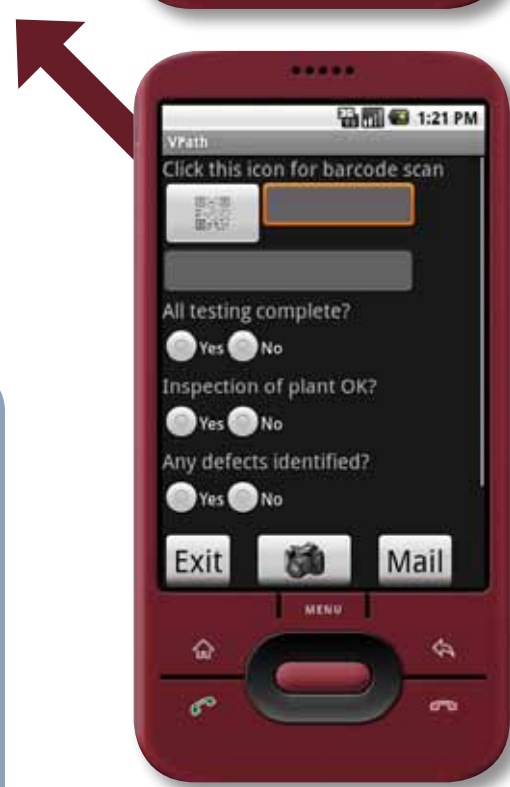 1:21 PM
VPath
Click this icon for barcode scan
All testing complete?
Yes No
Inspection of plant OK?
Yes No
Any defects identified?
Yes No
Exit Mail
MENU